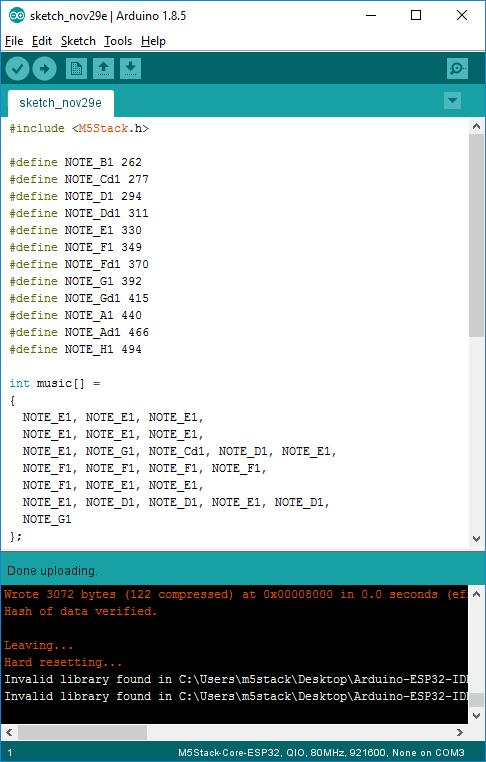 sketch_nov29e | Arduino 1.8.5
File Edit Sketch Tools Help
sketch_nov29e
#include <M5Stack.h>
#define NOTE_B1 262
#define NOTE_Cd1 277
#define NOTE_D1 294
#define NOTE_Dd1 311
#define NOTE_E1 330
#define NOTE_F1 349
#define NOTE_Fd1 370
#define NOTE_G1 392
#define NOTE_Gd1 415
#define NOTE_A1 440
#define NOTE_Ad1 466
#define NOTE_H1 494
int music[] =
{
NOTE_E1, NOTE_E1, NOTE_E1,
NOTE_E1, NOTE_E1, NOTE_E1,
NOTE_E1, NOTE_G1, NOTE_Cd1, NOTE_D1, NOTE_E1,
NOTE_F1, NOTE_F1, NOTE_F1, NOTE_F1,
NOTE_F1, NOTE_E1, NOTE_E1,
NOTE_E1, NOTE_D1, NOTE_D1, NOTE_E1, NOTE_D1,
NOTE_G1
};
Done uploading.
Wrote 3072 bytes (122 compressed) at 0x00008000 in 0.0 seconds (ef
Hash of data verified.
Leaving...
Hard resetting...
Invalid library found in C:\Users\m5stack\Desktop\Arduino-ESP32-ID
Invalid library found in C:\Users\m5stack\Desktop\Arduino-ESP32-ID
1 M5Stack-Core-ESP32, QIO, 80MHz, 921600, None on COM3